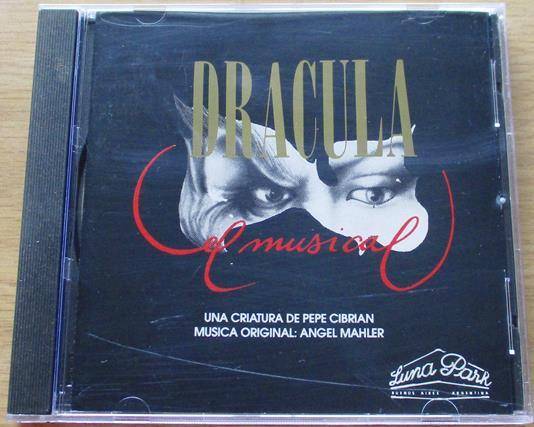 DRACULA
el musical
UNA CRIATURA DE PEPE CIBRIAN
MUSICA ORIGINAL: ANGEL MAHLER
Luna Park
BUENOS AIRES ARGENTINA